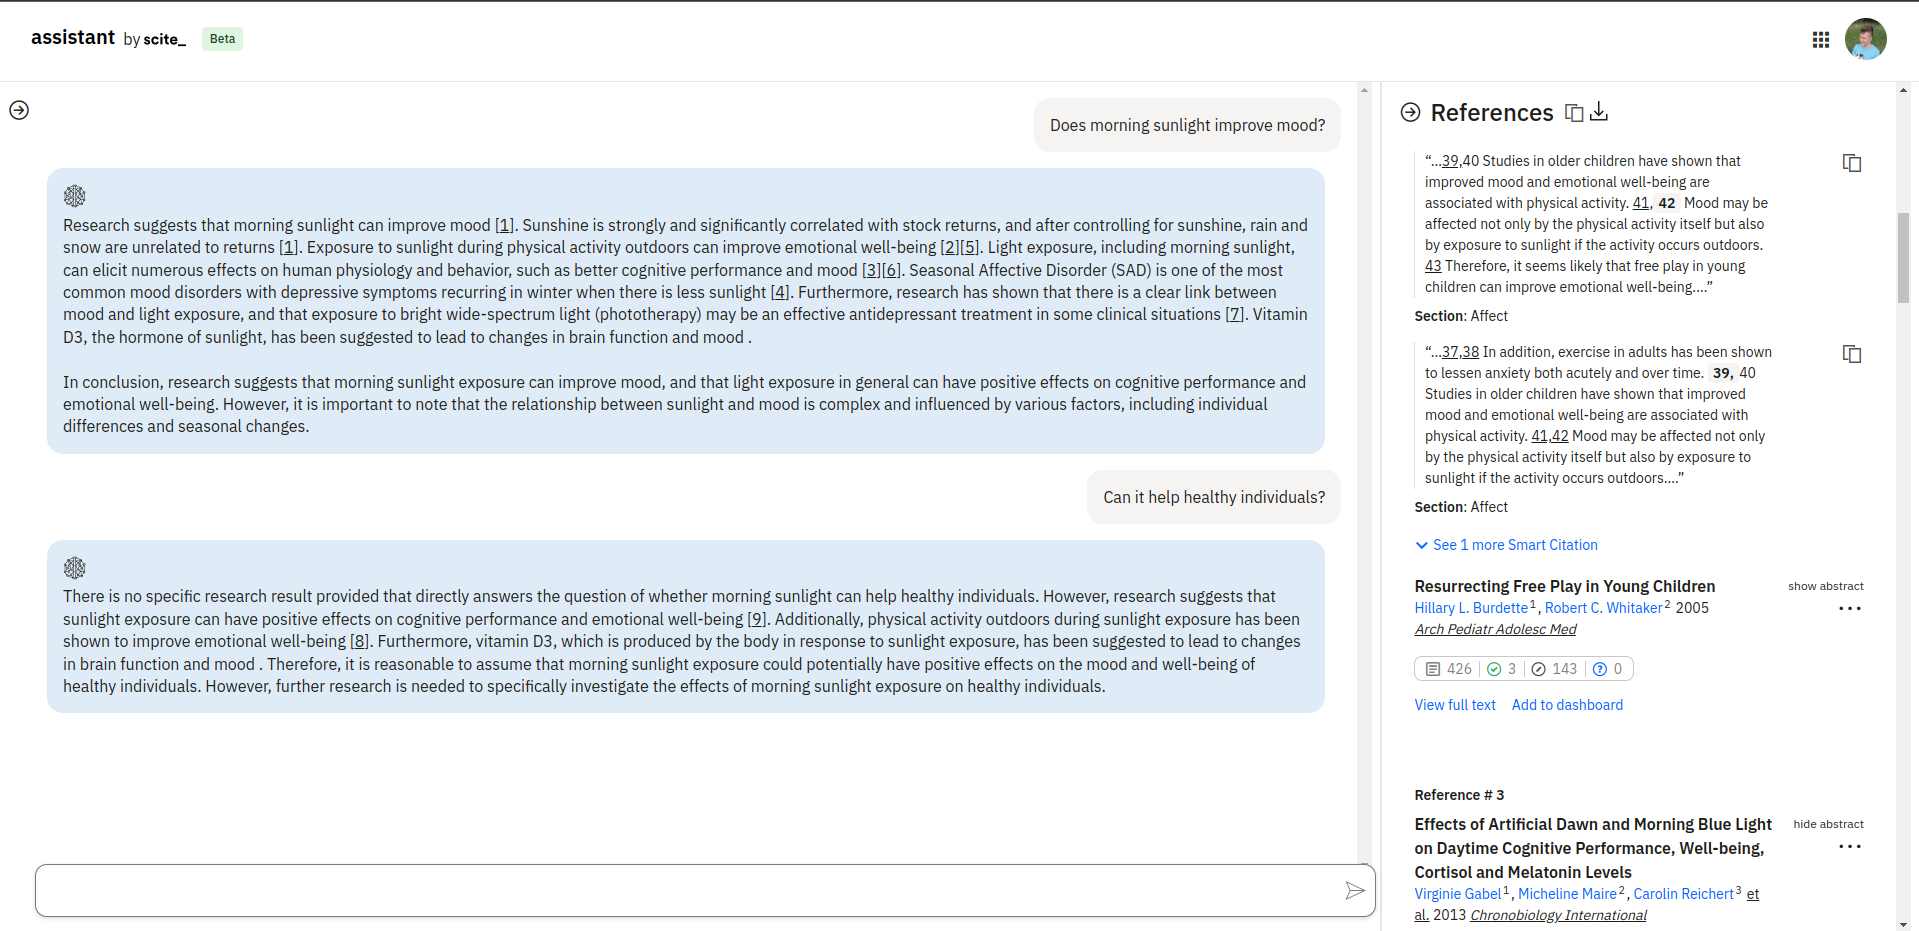 assistant by scite_ Beta
Does morning sunlight improve mood?
Research suggests that morning sunlight can improve mood [1]. Sunshine is strongly and significantly correlated with stock returns, and after controlling for sunshine, rain and
snow are unrelated to returns [1]. Exposure to sunlight during physical activity outdoors can improve emotional well-being [2][5]. Light exposure, including morning sunlight,
can elicit numerous effects on human physiology and behavior, such as better cognitive performance and mood [3][6]. Seasonal Affective Disorder (SAD) is one of the most
common mood disorders with depressive symptoms recurring in winter when there is less sunlight [4]. Furthermore, research has shown that there is a clear link between
mood and light exposure, and that exposure to bright wide-spectrum light (phototherapy) may be an effective antidepressant treatment in some clinical situations [7]. Vitamin
D3, the hormone of sunlight, has been suggested to lead to changes in brain function and mood .
In conclusion, research suggests that morning sunlight exposure can improve mood, and that light exposure in general can have positive effects on cognitive performance and
emotional well-being. However, it is important to note that the relationship between sunlight and mood is complex and influenced by various factors, including individual
differences and seasonal changes.
Can it help healthy individuals?
There is no specific research result provided that directly answers the question of whether morning sunlight can help healthy individuals. However, research suggests that
sunlight exposure can have positive effects on cognitive performance and emotional well-being [9]. Additionally, physical activity outdoors during sunlight exposure has been
shown to improve emotional well-being [8]. Furthermore, vitamin D3, which is produced by the body in response to sunlight exposure, has been suggested to lead to changes
in brain function and mood . Therefore, it is reasonable to assume that morning sunlight exposure could potentially have positive effects on the mood and well-being of
healthy individuals. However, further research is needed to specifically investigate the effects of morning sunlight exposure on healthy individuals.
References
“...39,40 Studies in older children have shown that
improved mood and emotional well-being are
associated with physical activity. 41, 42 Mood may be
affected not only by the physical activity itself but also
by exposure to sunlight if the activity occurs outdoors.
43 Therefore, it seems likely that free play in young
children can improve emotional well-being....”
Section: Affect
“...37,38 In addition, exercise in adults has been shown
to lessen anxiety both acutely and over time. 39, 40
Studies in older children have shown that improved
mood and emotional well-being are associated with
physical activity. 41,42 Mood may be affected not only
by the physical activity itself but also by exposure to
sunlight if the activity occurs outdoors....”
Section: Affect
See 1 more Smart Citation
Resurrecting Free Play in Young Children show abstract
Hillary L. Burdette 1, Robert C. Whitaker 2 2005
Arch Pediatr Adolesc Med
426 3 143 0
View full text Add to dashboard
Reference # 3
Effects of Artificial Dawn and Morning Blue Light hide abstract
on Daytime Cognitive Performance, Well-being,
Cortisol and Melatonin Levels
Virginie Gabel 1, Micheline Maire 2, Carolin Reichert 3 et
al. 2013 Chronobiology International